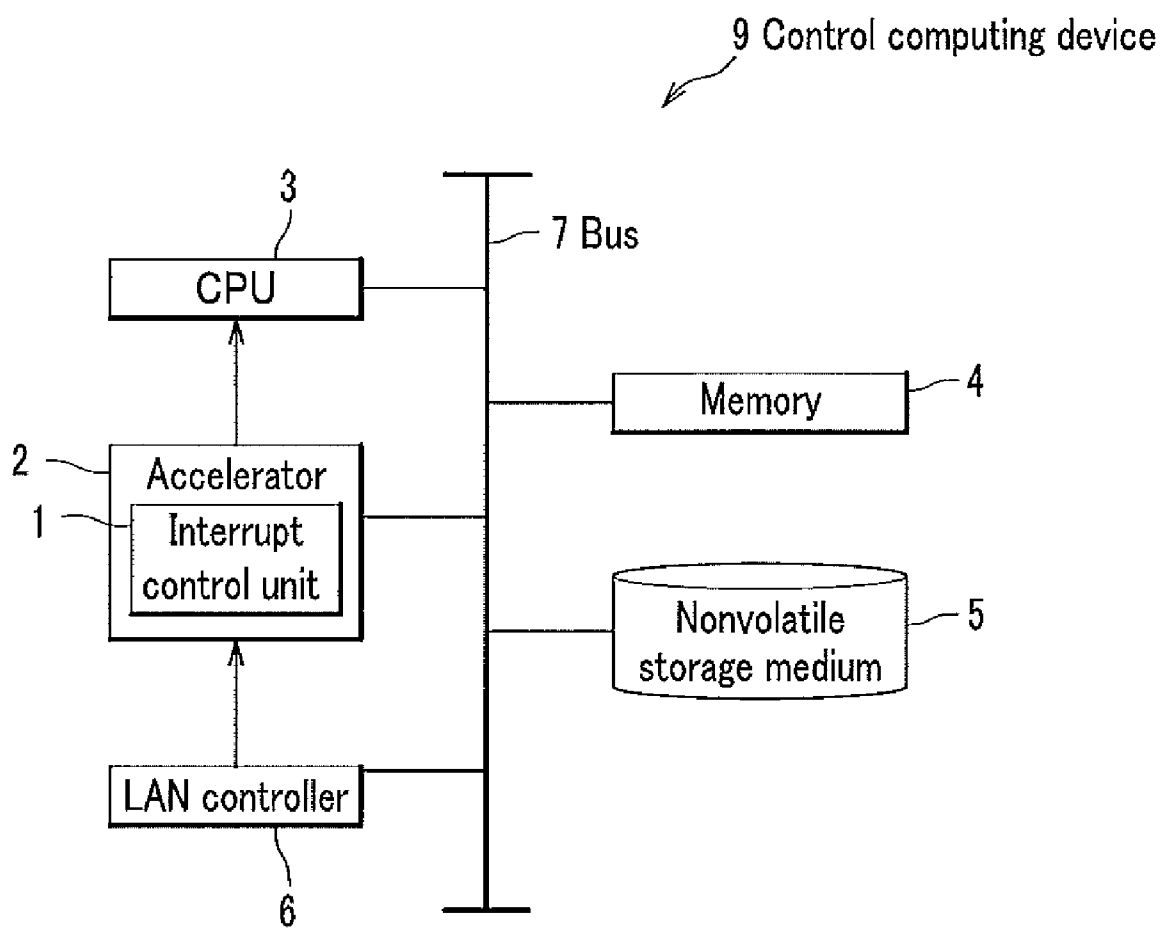 9 Control computing device
3
7 Bus
CPU
Memory
4
2
Accelerator
1
Interrupt
control unit
Nonvolatile
storage medium
5
LAN controller
6